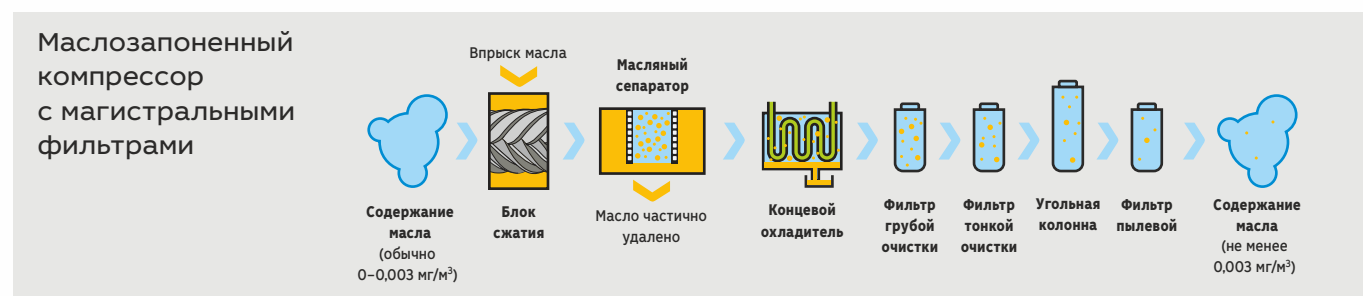 Маслозапоненный
компрессор
с магистральными
фильтрами
Впрыск масла
Масляный
сепаратор
Содержание
масла
(обычно
0–0,003 мг/м³)
Блок
сжатия
Масло частично
удалено
Концевой
охладитель
Фильтр
грубой
очистки
Фильтр
тонкой
очистки
Угольная
колонна
Фильтр
пылевой
Содержание
масла
(не менее
0,003 мг/м³)